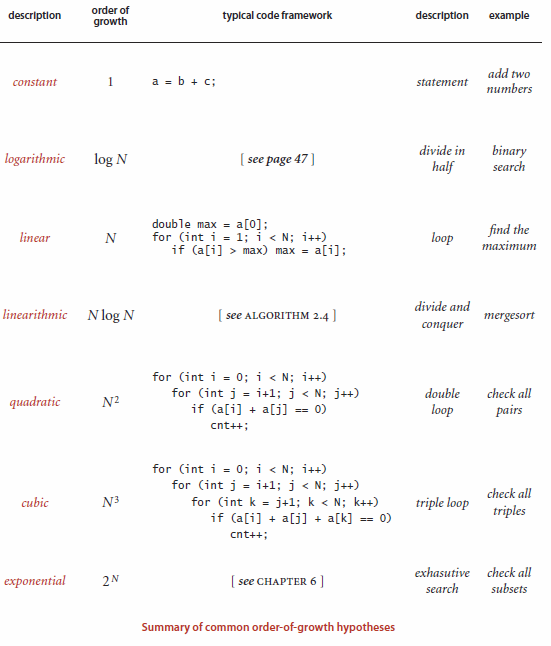 description order of growth typical code framework description example
constant 1 a = b + c; statement add two numbers
logarithmic log N [ see page 47 ] divide in half binary search
linear N
double max = a[0];
for (int i = 1; i < N; i++)
if (a[i] > max) max = a[i];
loop find the maximum
linearithmic N log N [ see ALGORITHM 2.4 ] divide and conquer mergesort
quadratic N²
for (int i = 0; i < N; i++)
for (int j = i+1; j < N; j++)
if (a[i] + a[j] == 0)
cnt++;
double loop check all pairs
cubic N³
for (int i = 0; i < N; i++)
for (int j = i+1; j < N; j++)
for (int k = j+1; k < N; k++)
if (a[i] + a[j] + a[k] == 0)
cnt++;
triple loop check all triples
exponential 2ᴺ [ see CHAPTER 6 ] exhasutive search check all subsets
Summary of common order-of-growth hypotheses